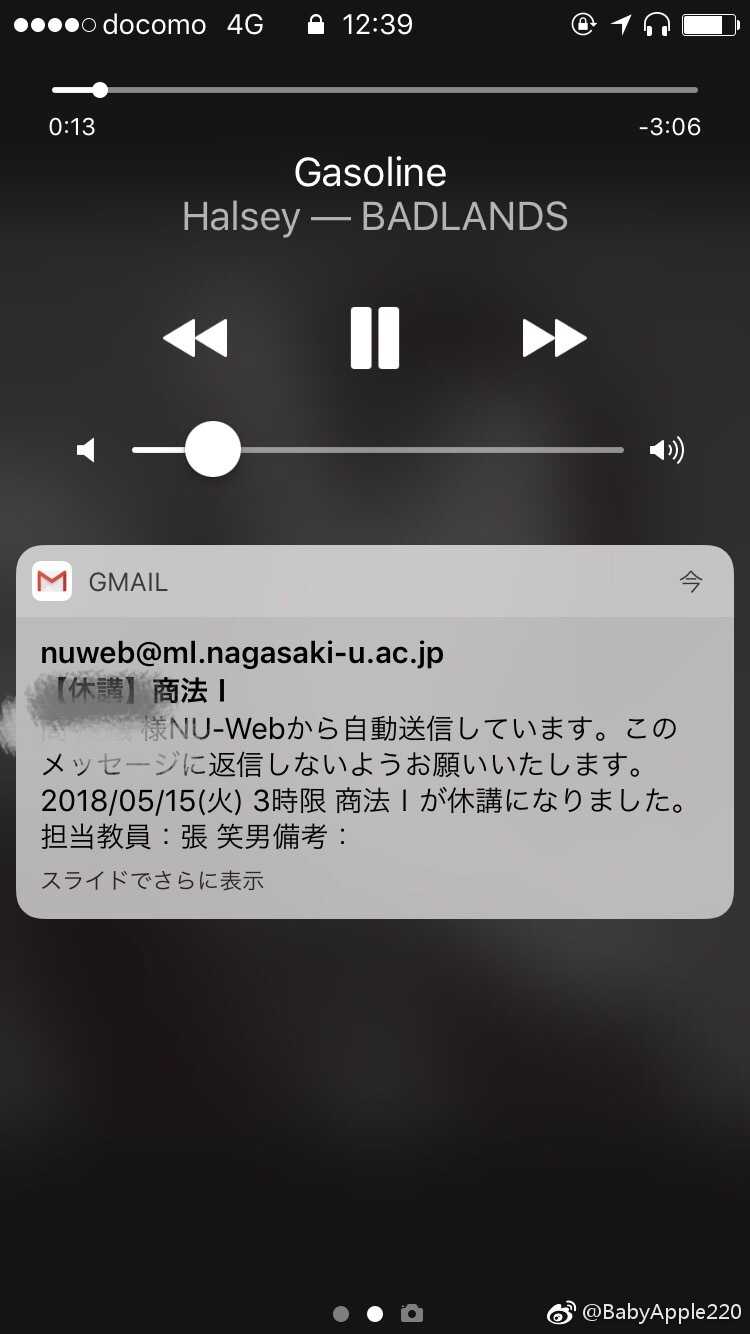 docomo 4G 12:39
0:13 -3:06
Gasoline
Halsey — BADLANDS
GMAIL 今
nuweb@ml.nagasaki-u.ac.jp
【休講】商法Ⅰ
様NU-Webから自動送信しています。この
メッセージに返信しないようお願いいたします。
2018/05/15(火) 3時限 商法Ⅰが休講になりました。
担当教員：張 笑男備考：
スライドでさらに表示
@BabyApple220